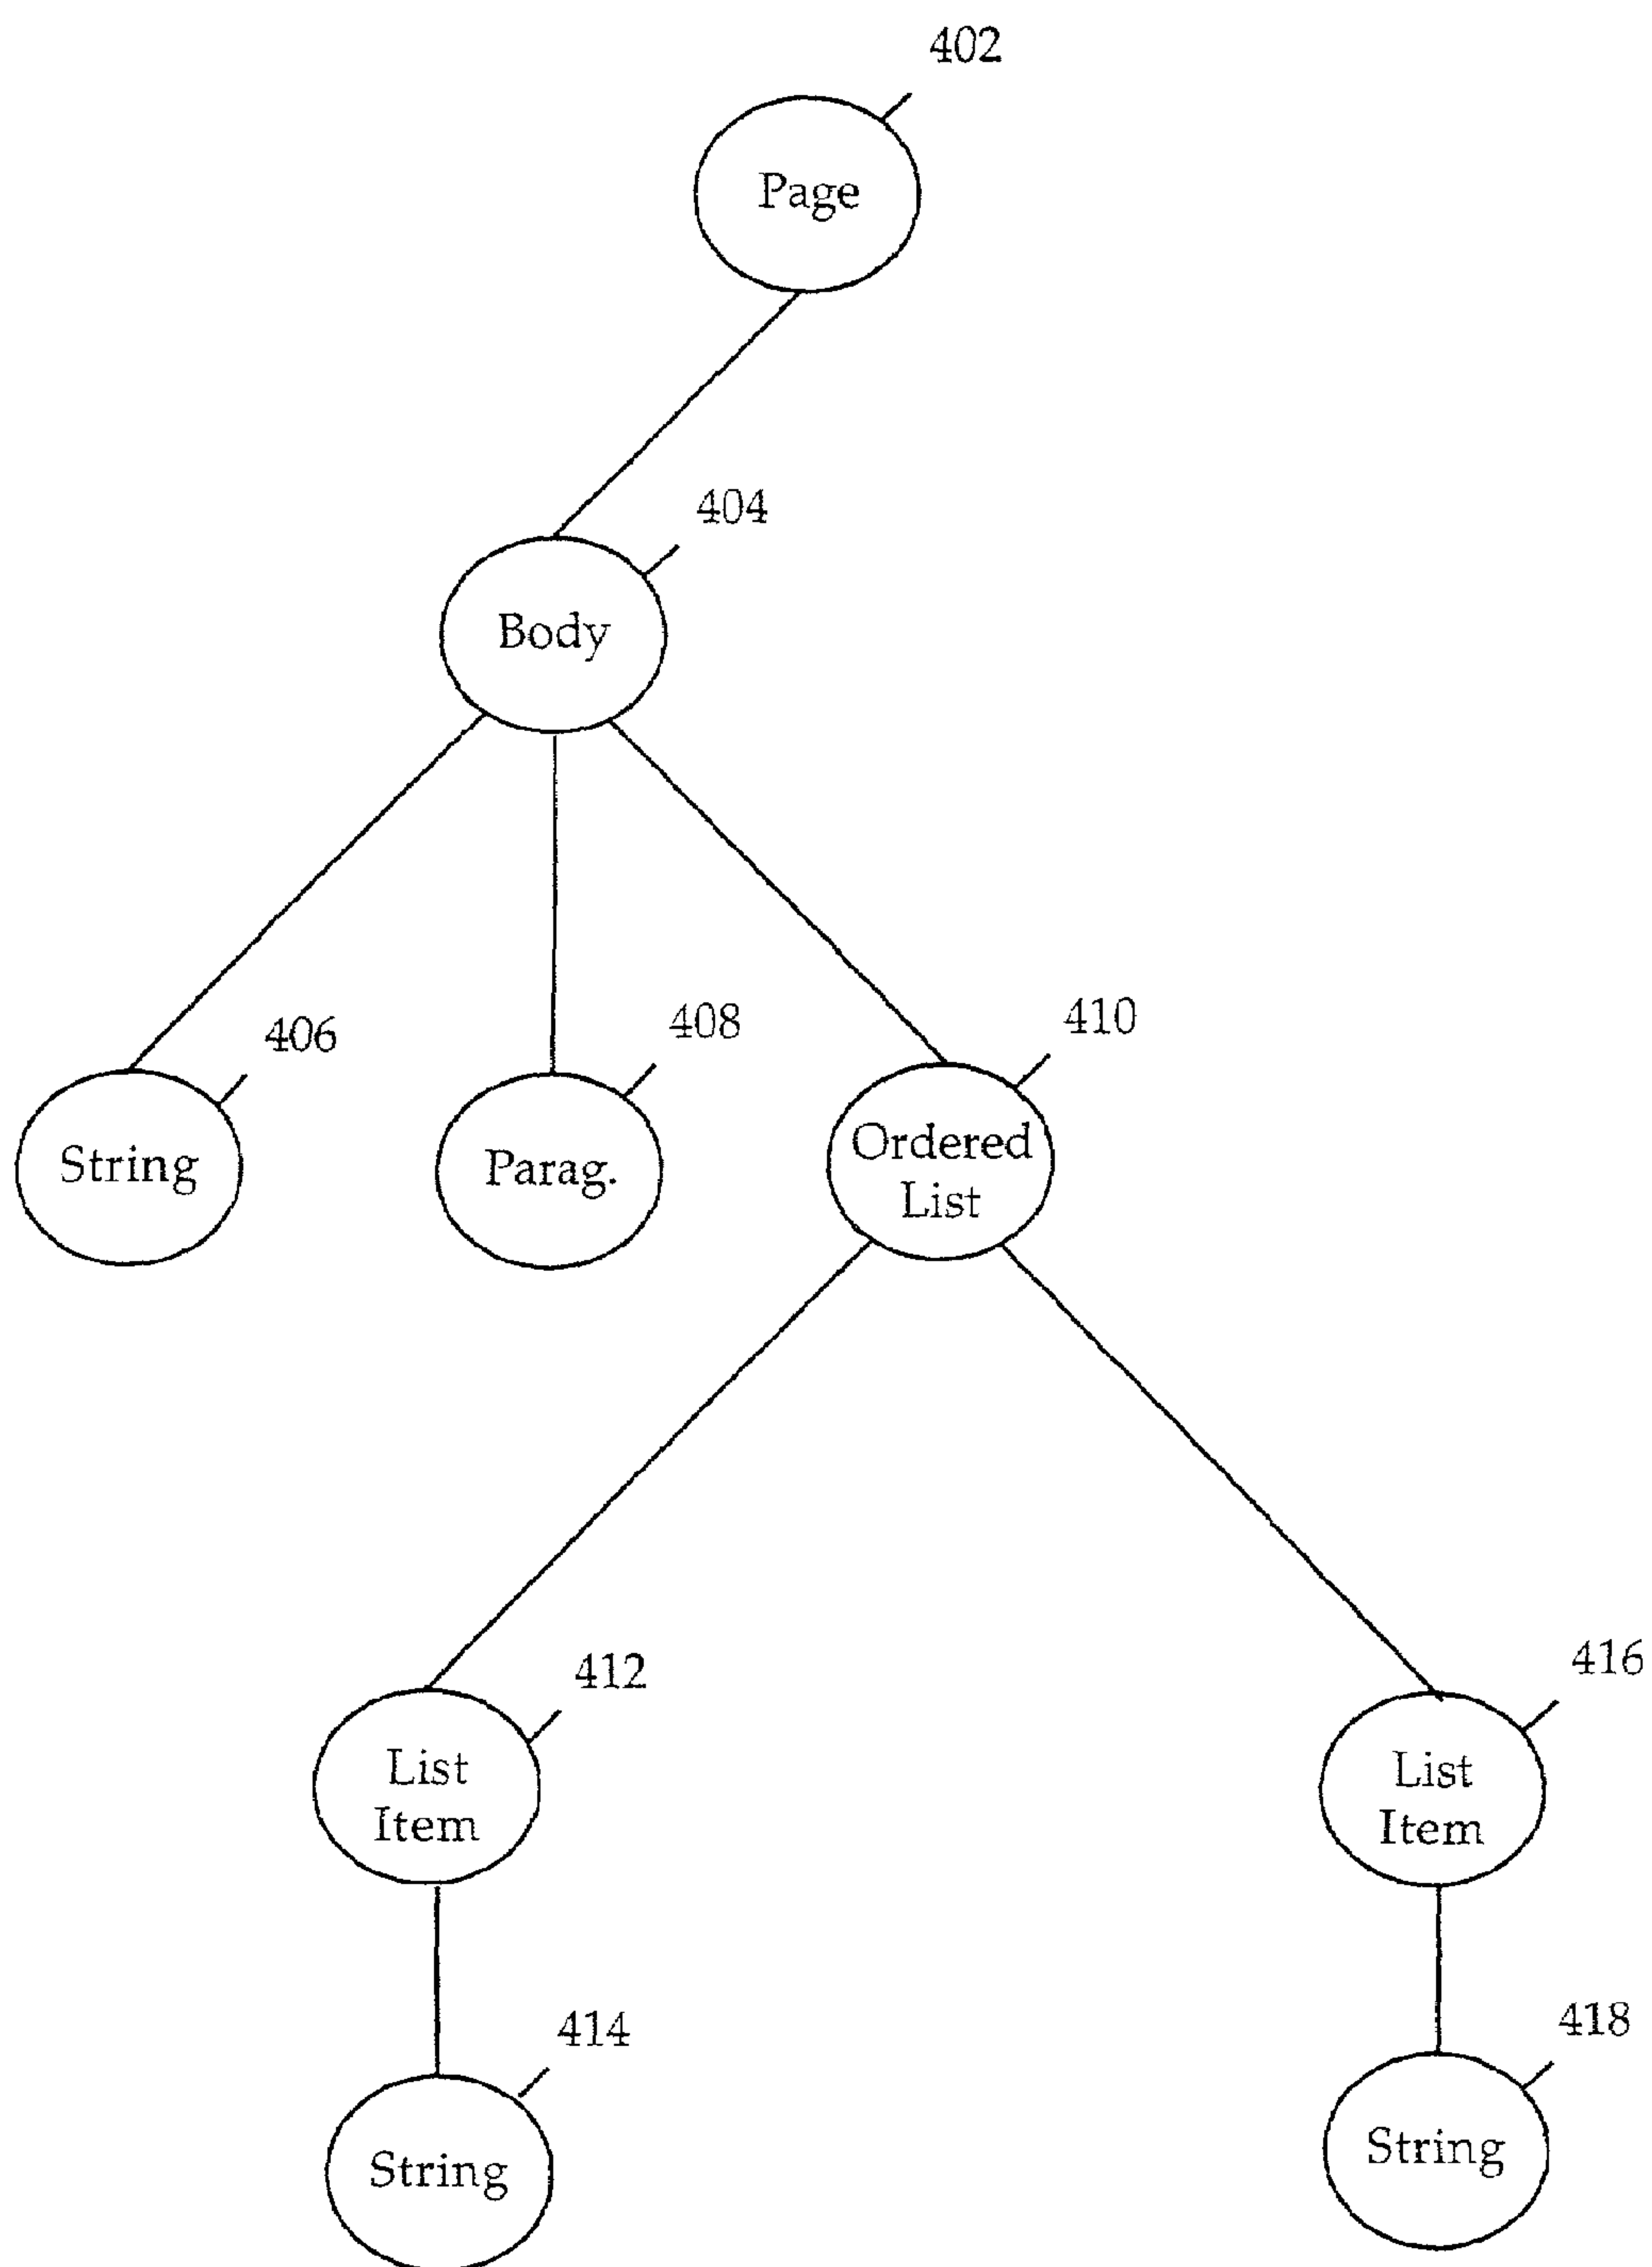 402
Page
404
Body
406
408
410
String
Parag.
Ordered
List
412
416
List
Item
List
Item
414
418
String
String